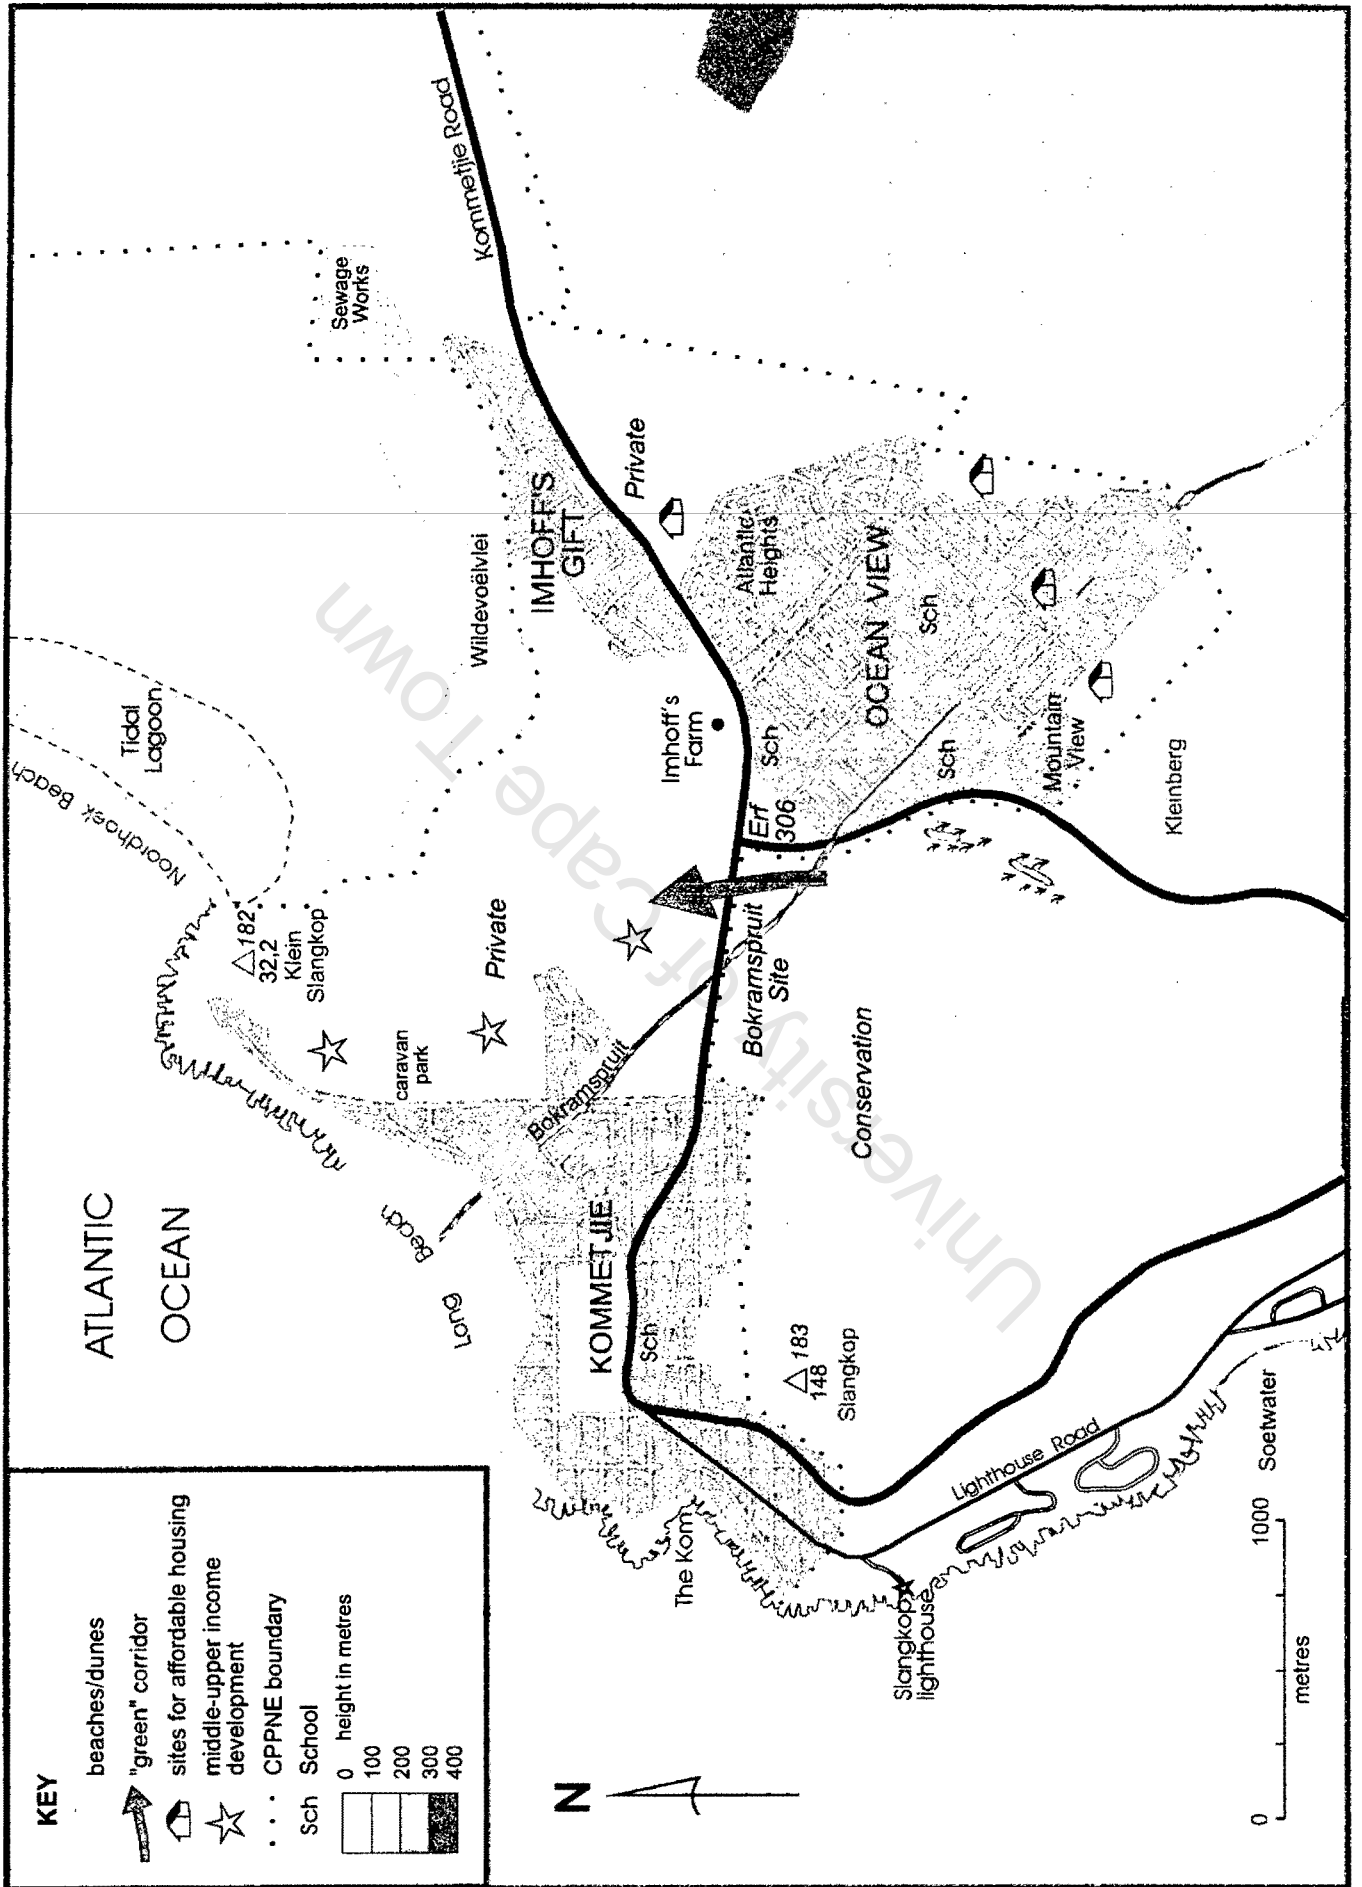 KEY
beaches/dunes
"green" corridor
sites for affordable housing
middle-upper income
development
CPPNE boundary
Sch School
height in metres
0
100
200
300
400
N
0
1000
metres
ATLANTIC
OCEAN
Noordhoek Beach
Tidal
Lagoon
182
32,2
Klein
Slangkop
caravan
park
Private
Wildevoëlvlei
Sewage
Works
Kommetjie Road
IMHOFF'S
GIFT
Private
Imhoff's
Farm
Atlantic
Heights
OCEAN VIEW
Sch
Sch
Sch
Mountain
View
Kleinberg
Erf
306
Bokramspruit
Site
Bokramspruit
Conservation
Long Beach
KOMMETJIE
Sch
The Kom
183
148
Slangkop
Lighthouse Road
Slangkop
lighthouse
Soetwater
University of Cape Town